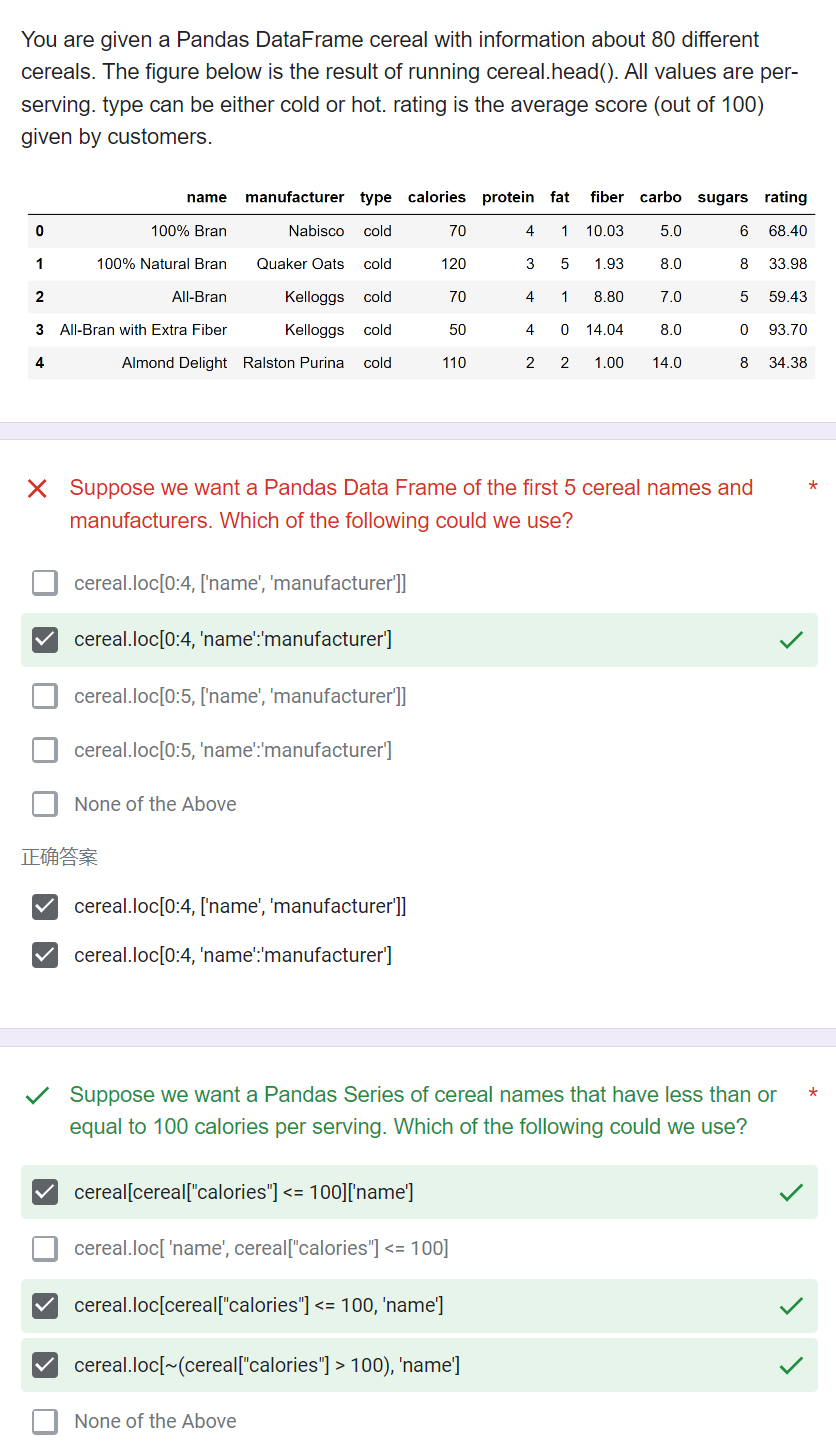 You are given a Pandas DataFrame cereal with information about 80 different
cereals. The figure below is the result of running cereal.head(). All values are per-
serving. type can be either cold or hot. rating is the average score (out of 100)
given by customers.
name manufacturer type calories protein fat fiber carbo sugars rating
0 100% Bran Nabisco cold 70 4 1 10.03 5.0 6 68.40
1 100% Natural Bran Quaker Oats cold 120 3 5 1.93 8.0 8 33.98
2 All-Bran Kelloggs cold 70 4 1 8.80 7.0 5 59.43
3 All-Bran with Extra Fiber Kelloggs cold 50 4 0 14.04 8.0 0 93.70
4 Almond Delight Ralston Purina cold 110 2 2 1.00 14.0 8 34.38
Suppose we want a Pandas Data Frame of the first 5 cereal names and *
manufacturers. Which of the following could we use?
cereal.loc[0:4, ['name', 'manufacturer']]
cereal.loc[0:4, 'name':'manufacturer']
cereal.loc[0:5, ['name', 'manufacturer']]
cereal.loc[0:5, 'name':'manufacturer']
None of the Above
正确答案
cereal.loc[0:4, ['name', 'manufacturer']]
cereal.loc[0:4, 'name':'manufacturer']
Suppose we want a Pandas Series of cereal names that have less than or *
equal to 100 calories per serving. Which of the following could we use?
cereal[cereal["calories"] <= 100]['name']
cereal.loc[ 'name', cereal["calories"] <= 100]
cereal.loc[cereal["calories"] <= 100, 'name']
cereal.loc[~(cereal["calories"] > 100), 'name']
None of the Above